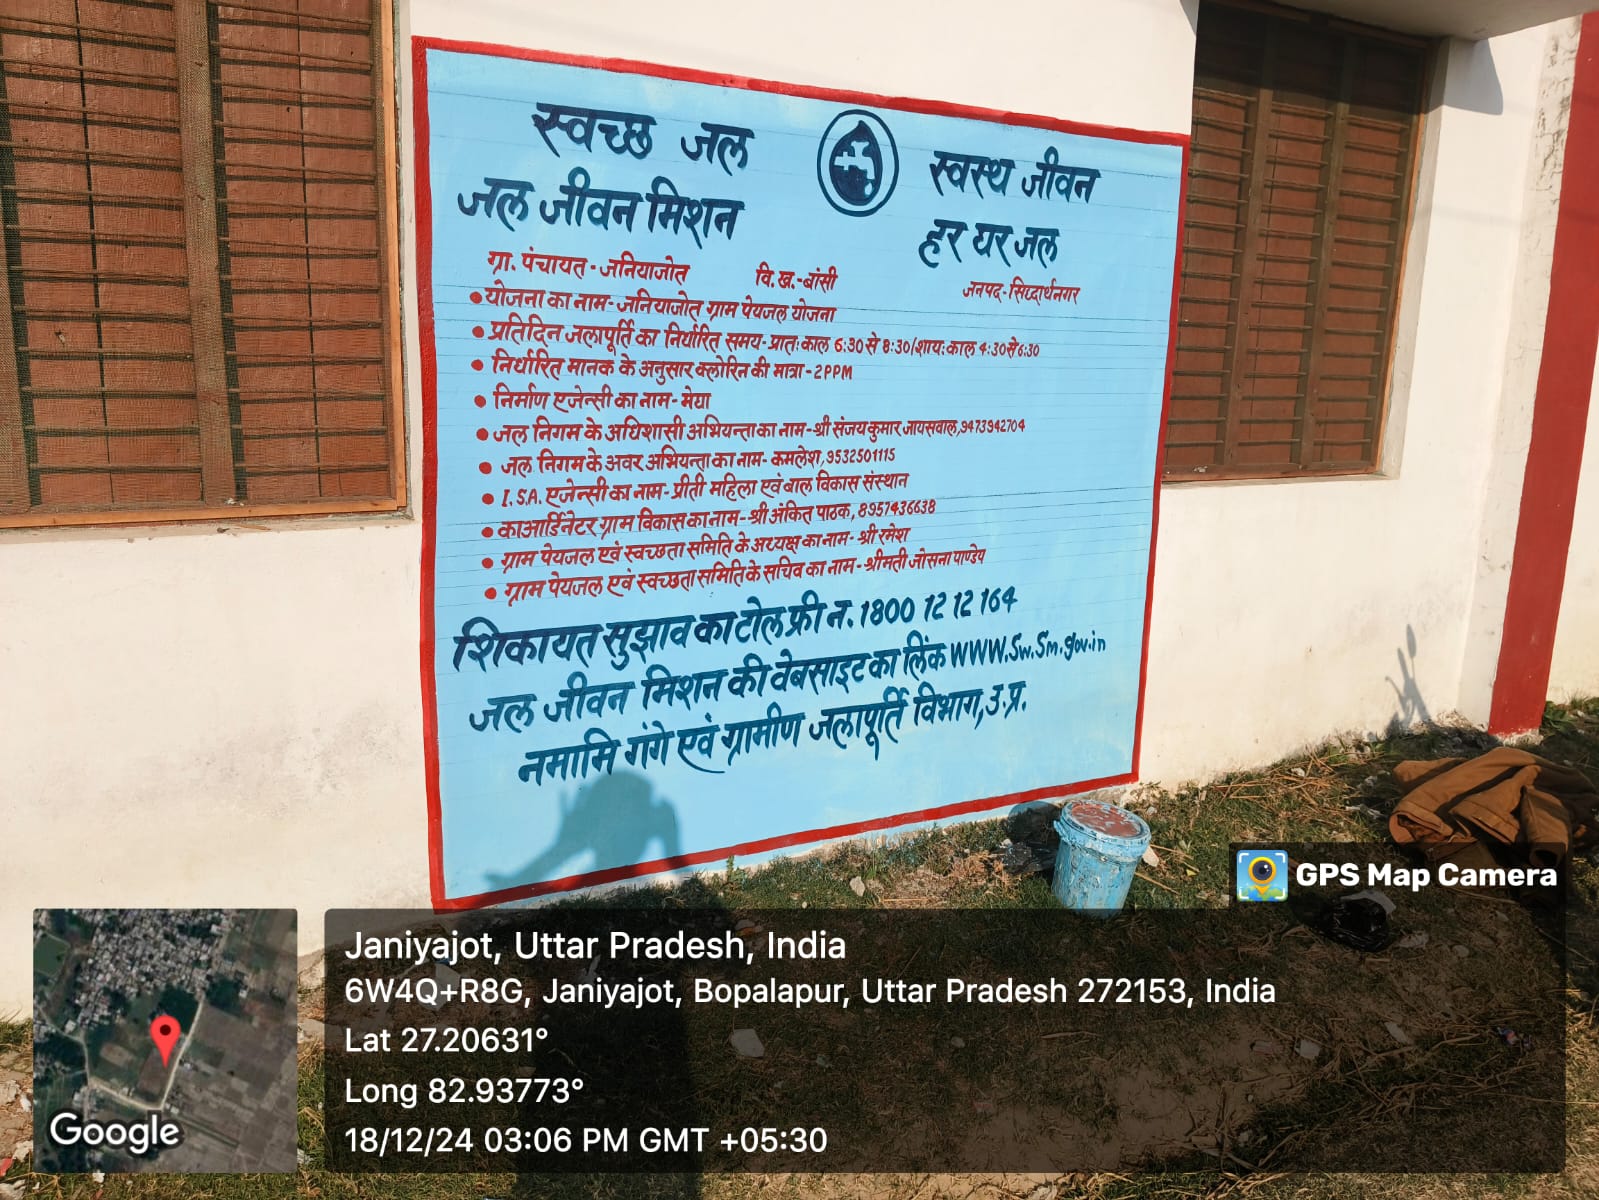 स्वच्छ जल
स्वस्थ जीवन
जल जीवन मिशन
हर घर जल
ग्रा. पंचायत - जनियाजोत वि.ख.-बांसी जनपद-सिद्धार्थनगर
• योजना का नाम- जनियाजोत ग्राम पेयजल योजना
• प्रतिदिन जलापूर्ति का निर्धारित समय- प्रातः काल 6:30 से 8:30/शायःकाल 4:30 से 6:30
• निर्धारित मानक के अनुसार क्लोरिन की मात्रा - 2PPM
• निर्माण एजेन्सी का नाम- मेघा
• जल निगम के अधिशासी अभियन्ता का नाम- श्री संजय कुमार जायसवाल, 9473942704
• जल निगम के अवर अभियन्ता का नाम- कमलेश, 9532501115
• I.S.A. एजेन्सी का नाम- प्रीती महिला एवं बाल विकास संस्थान
• काआर्डिनेटर ग्राम विकास का नाम- श्री अंकित पाठक, 8957436638
• ग्राम पेयजल एवं स्वच्छता समिति के अध्यक्ष का नाम- श्री रमेश
• ग्राम पेयजल एवं स्वच्छता समिति के सचिव का नाम- श्रीमती जोसना पाण्डेय
शिकायत सुझाव का टोल फ्री न. 1800 12 12 164
जल जीवन मिशन की वेबसाइट का लिंक WWW.Sw.Sm.gov.in
नमामि गंगे एवं ग्रामीण जलापूर्ति विभाग, उ.प्र.
GPS Map Camera
Janiyajot, Uttar Pradesh, India
6W4Q+R8G, Janiyajot, Bopalapur, Uttar Pradesh 272153, India
Lat 27.20631°
Long 82.93773°
18/12/24 03:06 PM GMT +05:30
Google